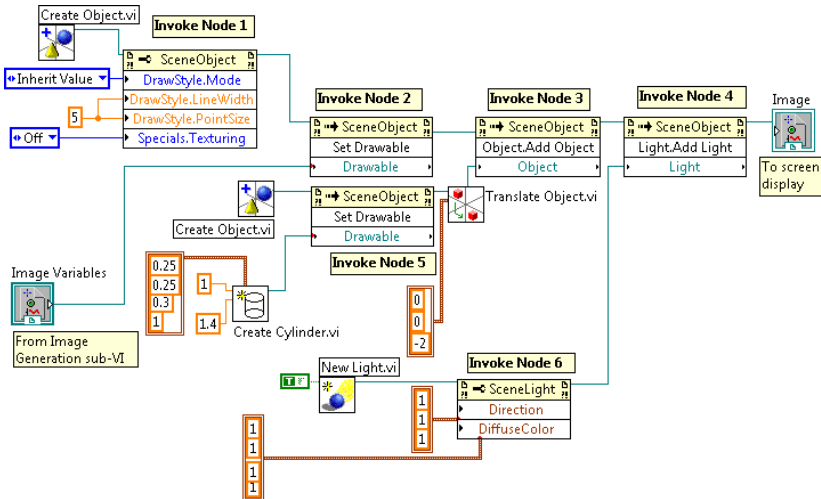 Create Object.vi
Invoke Node 1
SceneObject
Inherit Value
DrawStyle.Mode
DrawStyle.LineWidth
5
DrawStyle.PointSize
Off
Specials.Texturing
Invoke Node 2
SceneObject
Set Drawable
Drawable
Invoke Node 3
SceneObject
Object.Add Object
Object
Invoke Node 4
SceneObject
Light.Add Light
Light
Image
To screen
display
Create Object.vi
SceneObject
Set Drawable
Drawable
Invoke Node 5
Translate Object.vi
Image Variables
From Image
Generation sub-VI
0.25
0.25
0.3
1
1
1.4
Create Cylinder.vi
0
0
-2
New Light.vi
T F
Invoke Node 6
SceneLight
Direction
DiffuseColor
1
1
1
1
1
1
1